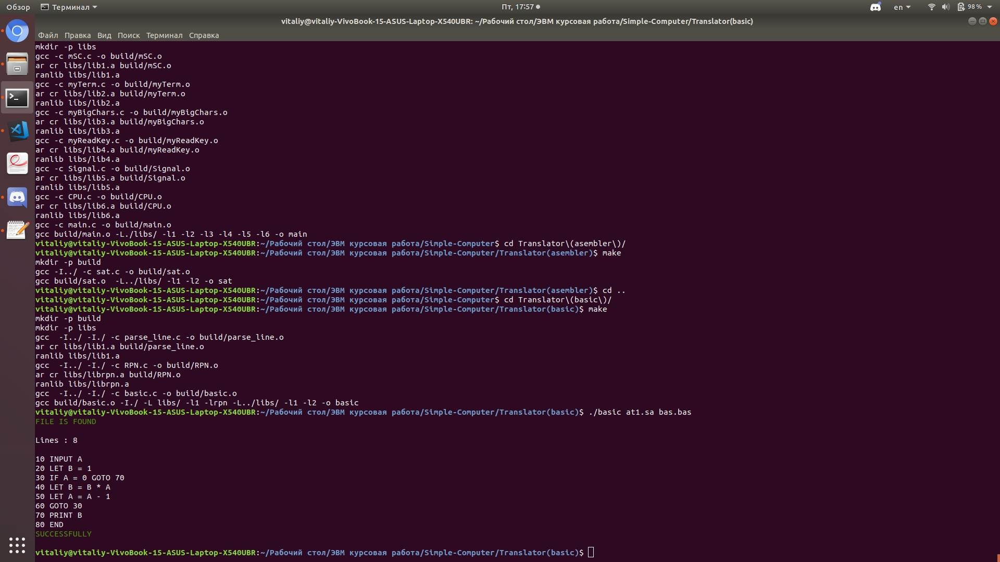 Обзор Терминал Пт, 17:57 en 98%
vitaliy@vitaliy-VivoBook-15-ASUS-Laptop-X540UBR: ~/Рабочий стол/ЭВМ курсовая работа/Simple-Computer/Translator(basic)
Файл Правка Вид Поиск Терминал Справка
mkdir -p libs
gcc -c mSC.c -o build/mSC.o
ar cr libs/lib1.a build/mSC.o
ranlib libs/lib1.a
gcc -c myTerm.c -o build/myTerm.o
ar cr libs/lib2.a build/myTerm.o
ranlib libs/lib2.a
gcc -c myBigChars.c -o build/myBigChars.o
ar cr libs/lib3.a build/myBigChars.o
ranlib libs/lib3.a
gcc -c myReadKey.c -o build/myReadKey.o
ar cr libs/lib4.a build/myReadKey.o
ranlib libs/lib4.a
gcc -c Signal.c -o build/Signal.o
ar cr libs/lib5.a build/Signal.o
ranlib libs/lib5.a
gcc -c CPU.c -o build/CPU.o
ar cr libs/lib6.a build/CPU.o
ranlib libs/lib6.a
gcc -c main.c -o build/main.o
gcc build/main.o -L./libs/ -l1 -l2 -l3 -l4 -l5 -l6 -o main
vitaliy@vitaliy-VivoBook-15-ASUS-Laptop-X540UBR:~/Рабочий стол/ЭВМ курсовая работа/Simple-Computer$ cd Translator\(asembler\)/
vitaliy@vitaliy-VivoBook-15-ASUS-Laptop-X540UBR:~/Рабочий стол/ЭВМ курсовая работа/Simple-Computer/Translator(asembler)$ make
mkdir -p build
gcc -I../ -c sat.c -o build/sat.o
gcc build/sat.o  -L../libs/ -l1 -l2 -o sat
vitaliy@vitaliy-VivoBook-15-ASUS-Laptop-X540UBR:~/Рабочий стол/ЭВМ курсовая работа/Simple-Computer/Translator(asembler)$ cd ..
vitaliy@vitaliy-VivoBook-15-ASUS-Laptop-X540UBR:~/Рабочий стол/ЭВМ курсовая работа/Simple-Computer$ cd Translator\(basic\)/
vitaliy@vitaliy-VivoBook-15-ASUS-Laptop-X540UBR:~/Рабочий стол/ЭВМ курсовая работа/Simple-Computer/Translator(basic)$ make
mkdir -p build
mkdir -p libs
gcc  -I../ -I./ -c parse_line.c -o build/parse_line.o
ar cr libs/lib1.a build/parse_line.o
ranlib libs/lib1.a
gcc  -I../ -I./ -c RPN.c -o build/RPN.o
ar cr libs/librpn.a build/RPN.o
ranlib libs/librpn.a
gcc  -I../ -I./ -c basic.c -o build/basic.o
gcc build/basic.o -I./ -L libs/ -l1 -lrpn -L../libs/ -l1 -l2 -o basic
vitaliy@vitaliy-VivoBook-15-ASUS-Laptop-X540UBR:~/Рабочий стол/ЭВМ курсовая работа/Simple-Computer/Translator(basic)$ ./basic at1.sa bas.bas
FILE IS FOUND
Lines : 8
10 INPUT A
20 LET B = 1
30 IF A = 0 GOTO 70
40 LET B = B * A
50 LET A = A - 1
60 GOTO 30
70 PRINT B
80 END
SUCCESSFULLY
vitaliy@vitaliy-VivoBook-15-ASUS-Laptop-X540UBR:~/Рабочий стол/ЭВМ курсовая работа/Simple-Computer/Translator(basic)$